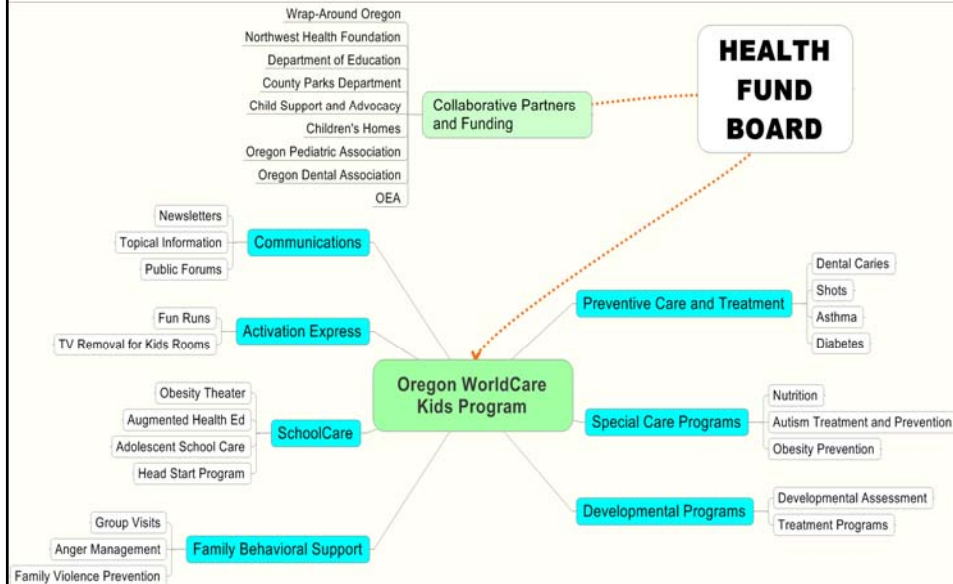 Wrap-Around Oregon
Northwest Health Foundation
Department of Education
County Parks Department
Child Support and Advocacy
Children's Homes
Oregon Pediatric Association
Oregon Dental Association
OEA
Collaborative Partners
and Funding
HEALTH
FUND
BOARD
Newsletters
Topical Information
Public Forums
Communications
Fun Runs
TV Removal for Kids Rooms
Activation Express
Obesity Theater
Augmented Health Ed
Adolescent School Care
Head Start Program
SchoolCare
Group Visits
Anger Management
Family Violence Prevention
Family Behavioral Support
Oregon WorldCare
Kids Program
Preventive Care and Treatment
Dental Caries
Shots
Asthma
Diabetes
Special Care Programs
Nutrition
Autism Treatment and Prevention
Obesity Prevention
Developmental Programs
Developmental Assessment
Treatment Programs